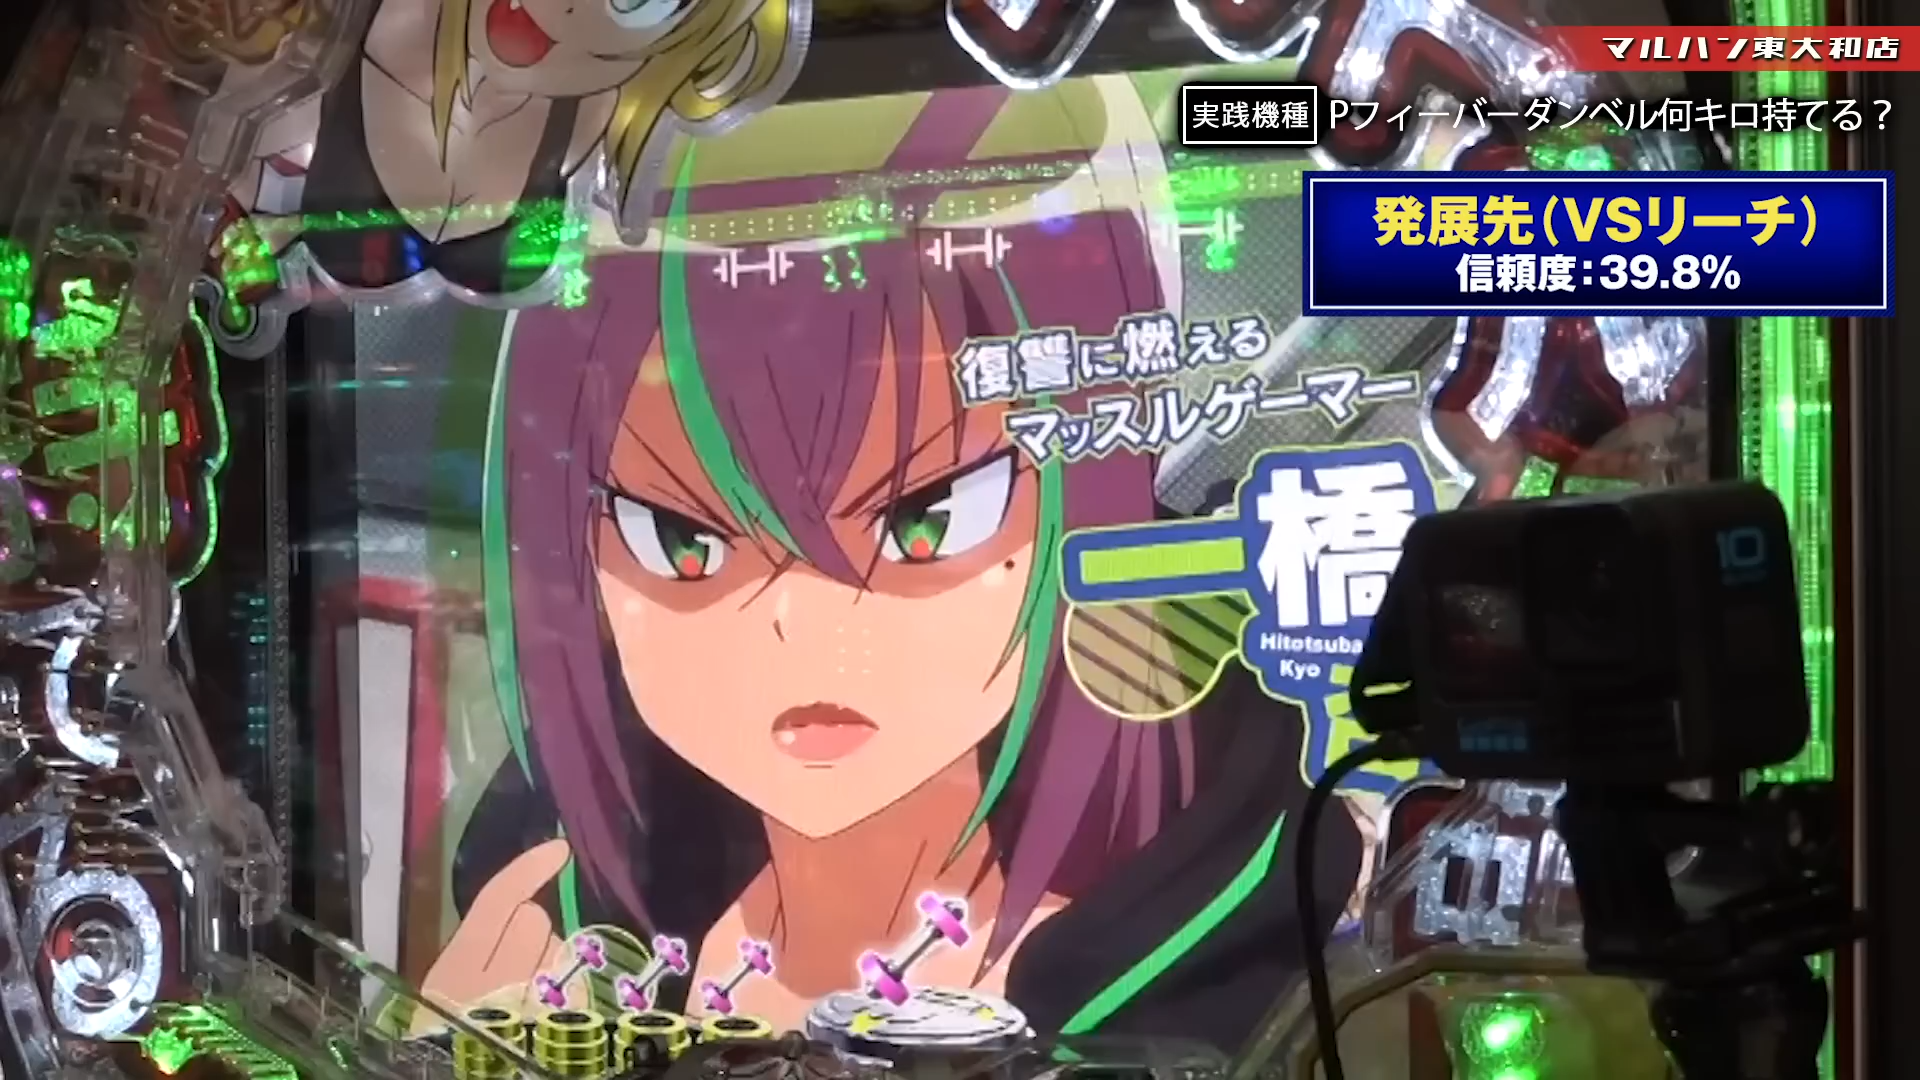 マルハン東大和店
実践機種 Pフィーバーダンベル何キロ持てる？
発展先(VSリーチ)
信頼度:39.8%
復讐に燃える
マッスルゲーマー
一橋
Hitotsuba
Kyo
10